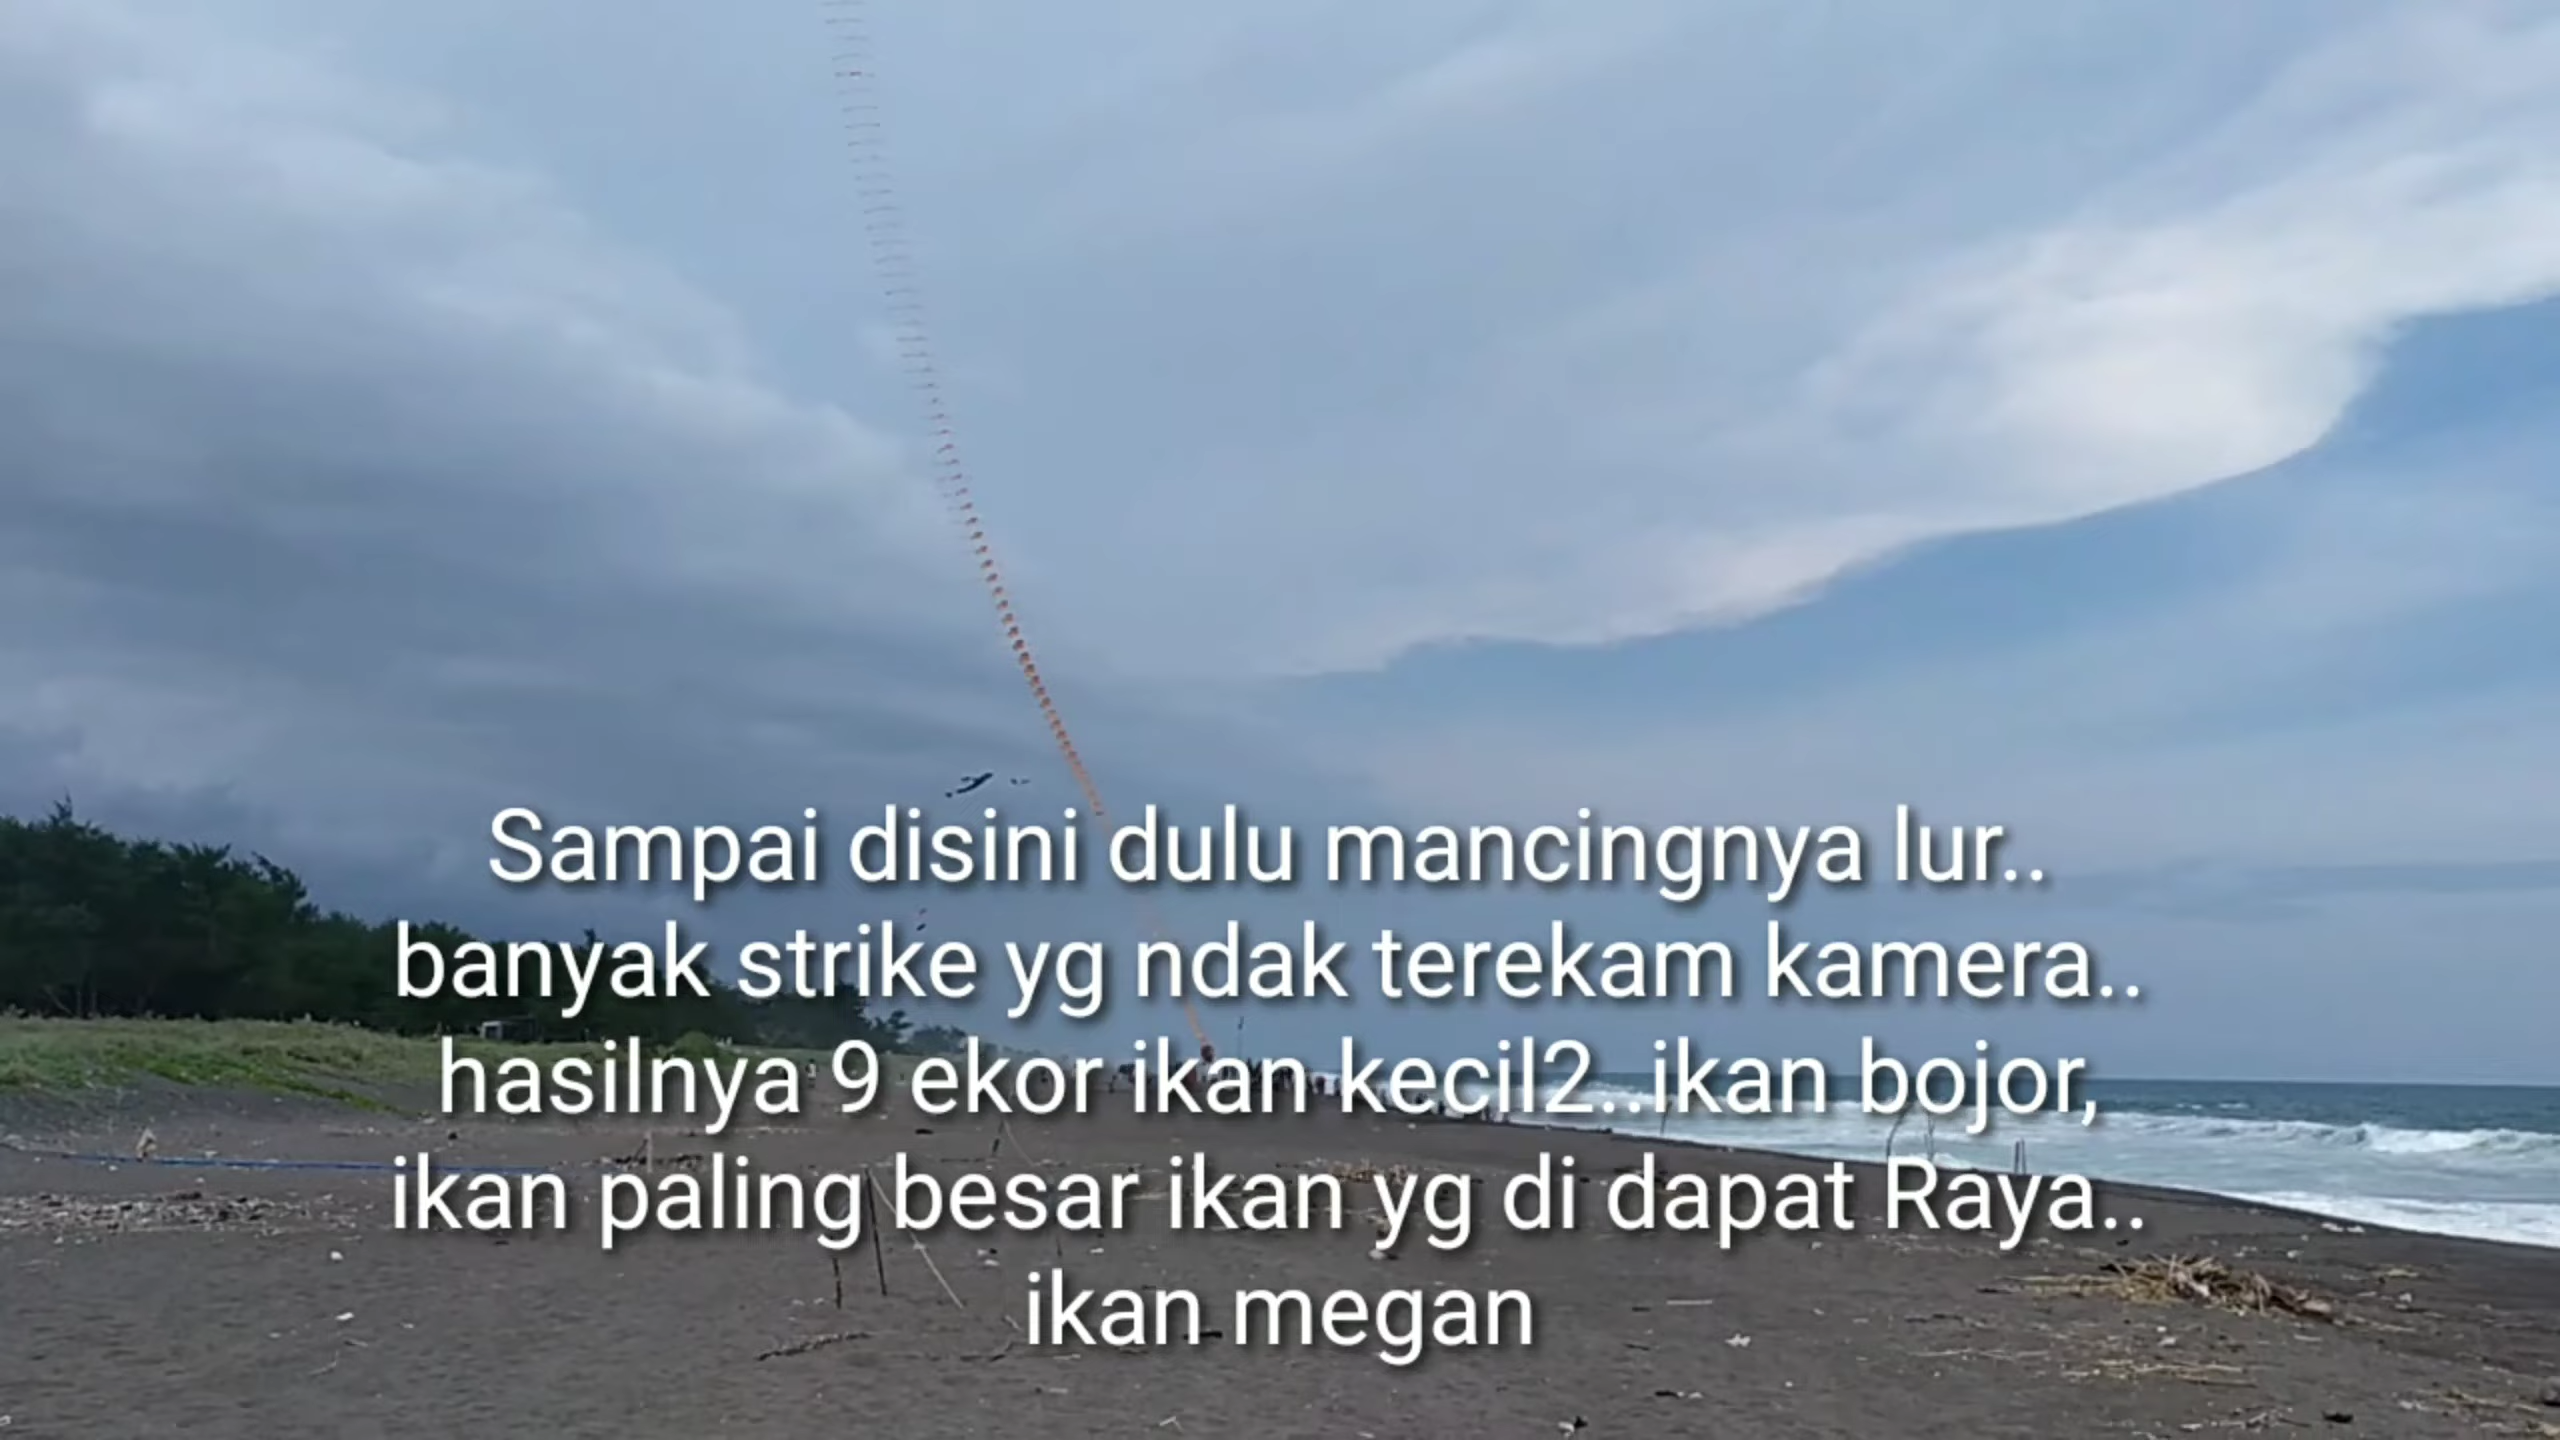 Sampai disini dulu mancingnya lur..
banyak strike yg ndak terekam kamera..
hasilnya 9 ekor ikan kecil2..ikan bojor,
ikan paling besar ikan yg di dapat Raya..
ikan megan